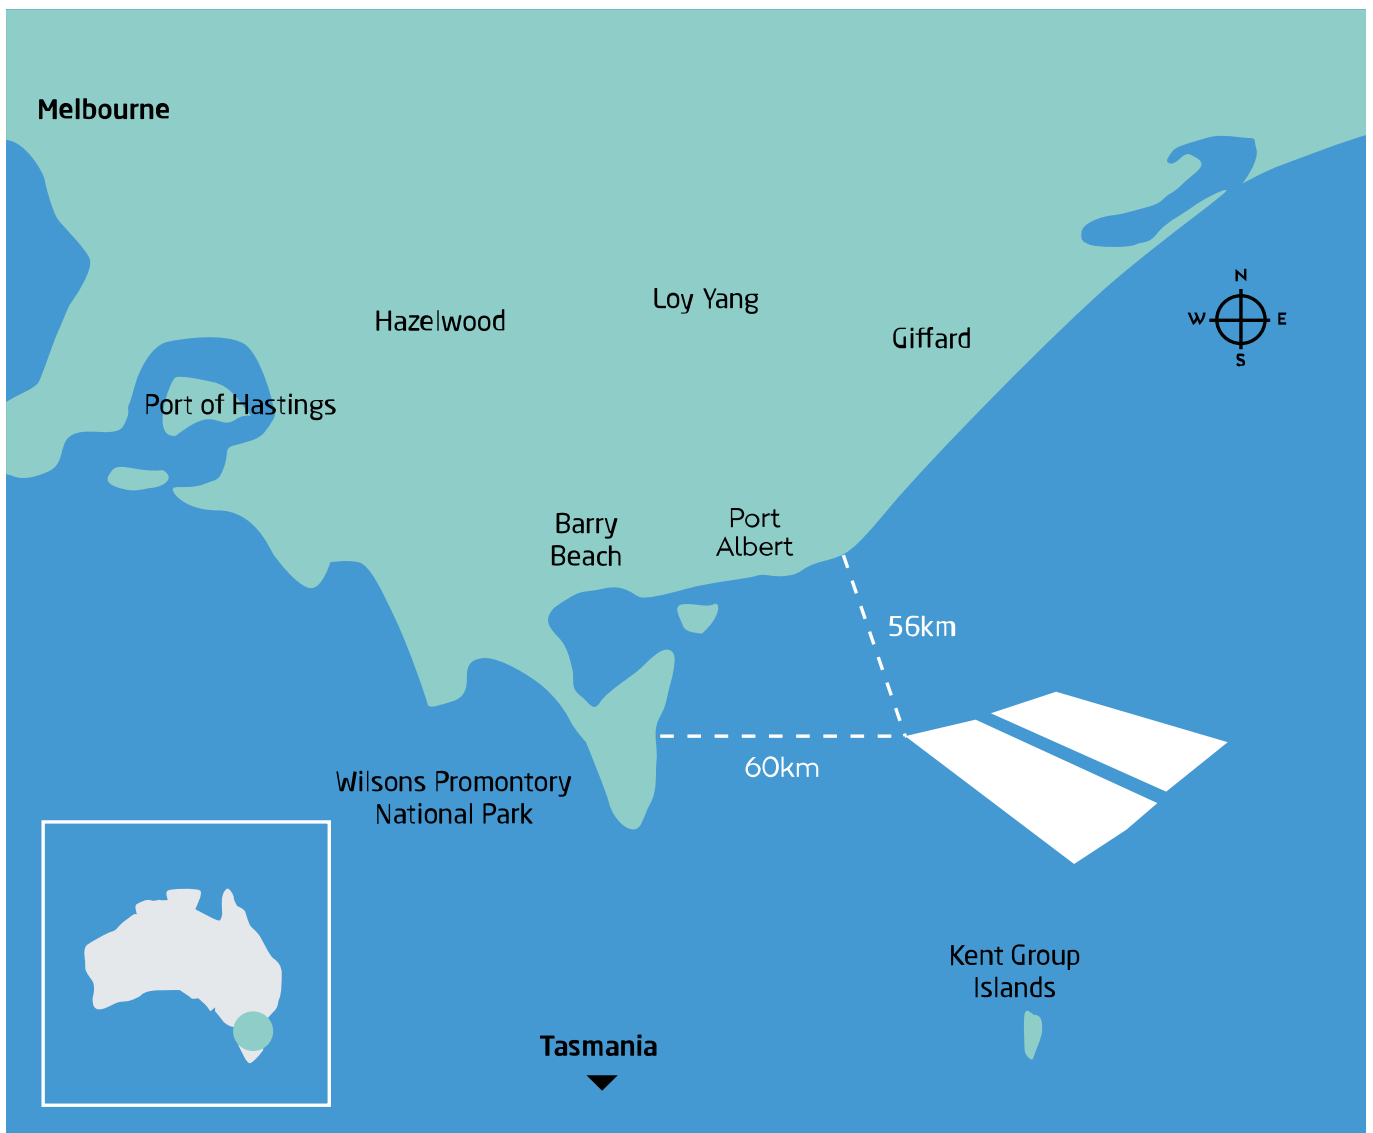 Melbourne
N
Loy Yang
Hazelwood
W
E
Giffard
S
Port of Hastings
Barry
Beach
Port
Albert
56km
60km
Wilsons Promontory
National Park
Kent Group
Islands
Tasmania